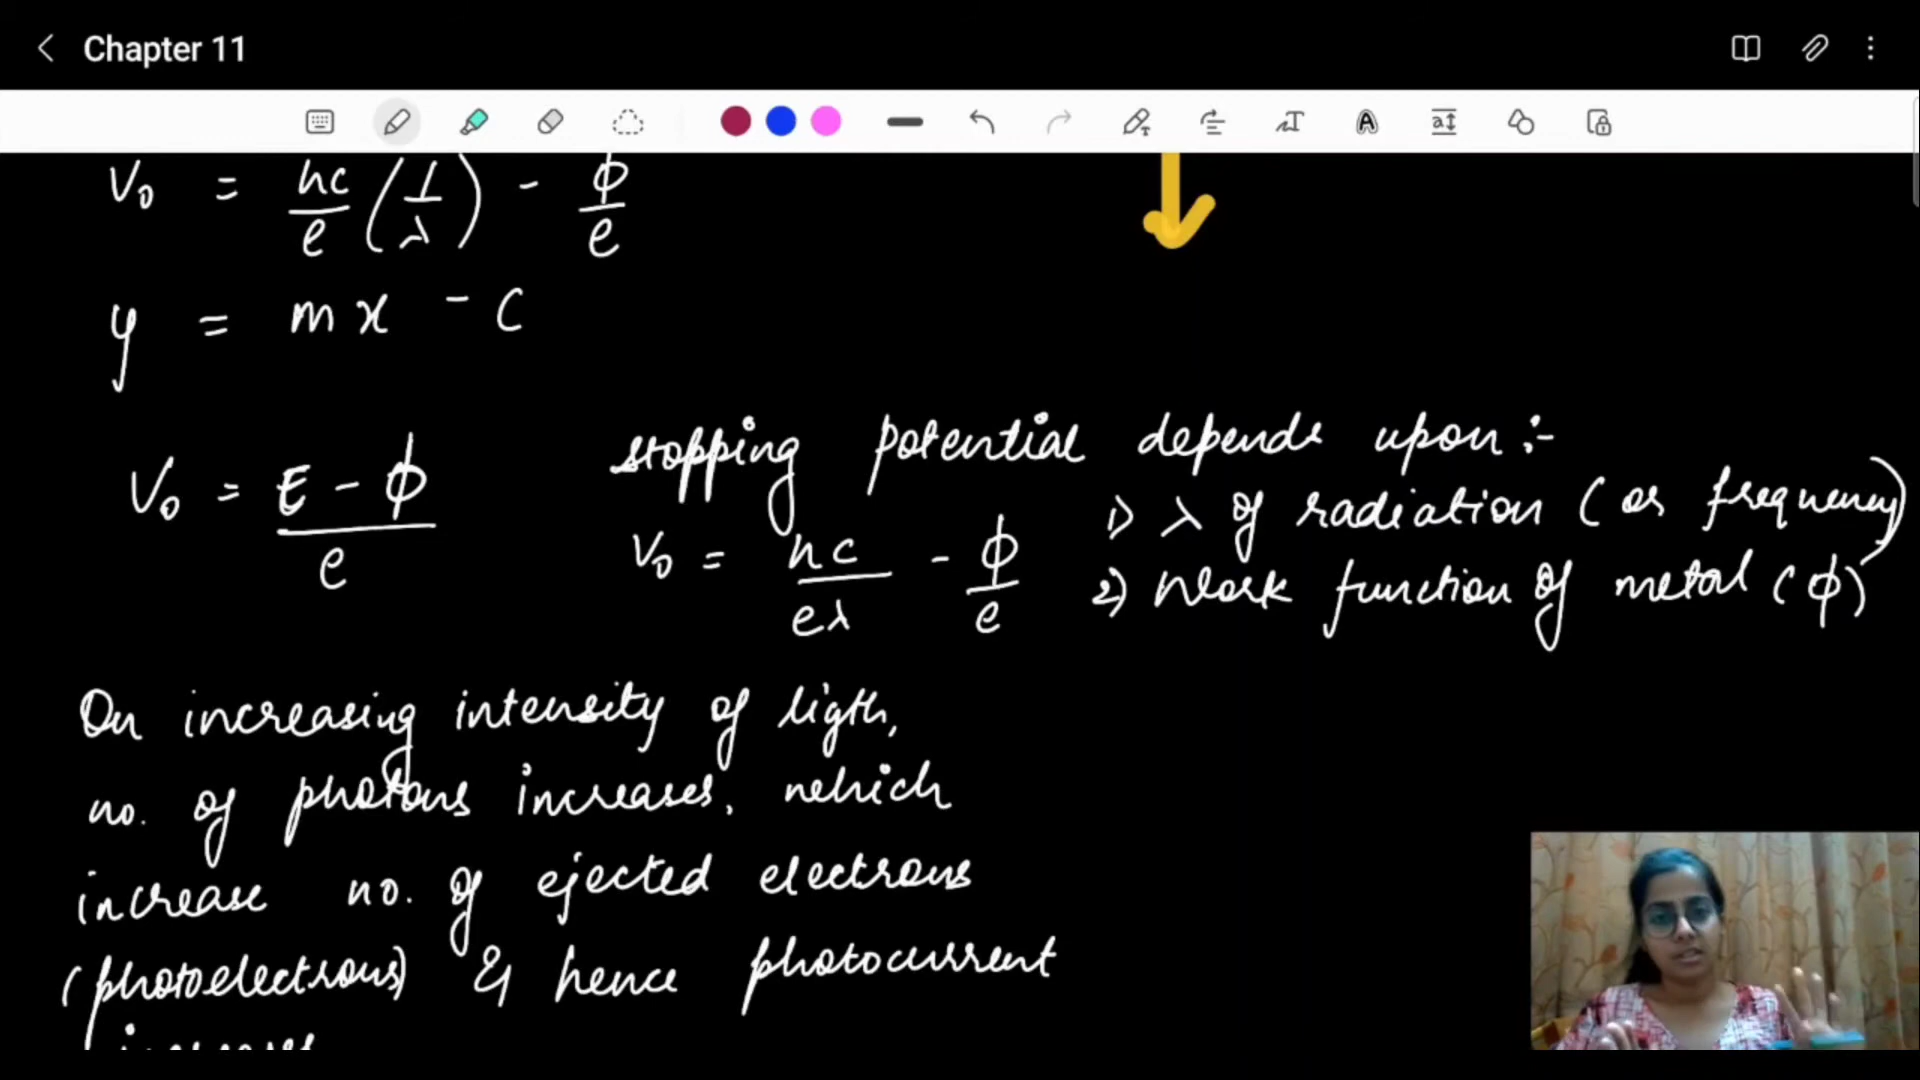 Chapter 11
V₀ = hc/e (1/λ) - ϕ/e
y = mx - C
V₀ = E - ϕ / e
stopping potential depends upon :-
V₀ = hc/eλ - ϕ/e
1) λ of radiation (or frequency)
2) Work function of metal (ϕ)
On increasing intensity of ligth,
no. of photons increases, which
increase no. of ejected electrons
(photoelectrons) & hence photocurrent
increases